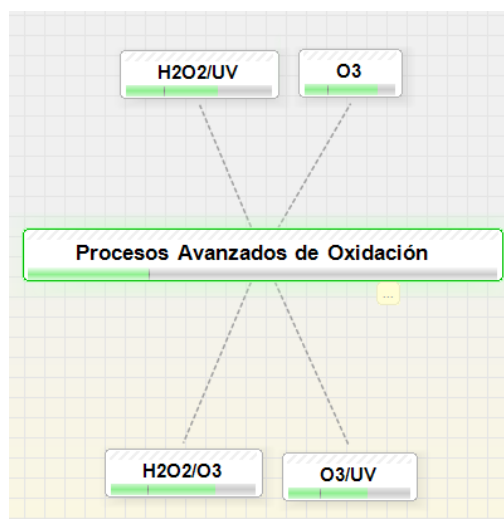 H2O2/UV
O3
Procesos Avanzados de Oxidación
...
H2O2/O3
O3/UV